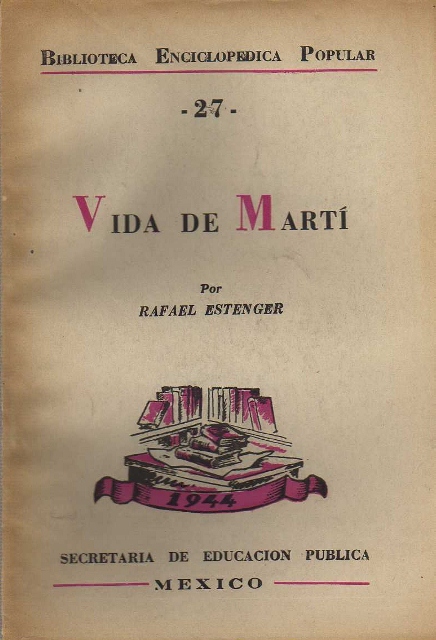 BIBLIOTECA ENCICLOPEDICA POPULAR
- 27 -
VIDA DE MARTÍ
Por
RAFAEL ESTENGER
1944
SECRETARIA DE EDUCACION PUBLICA
MEXICO